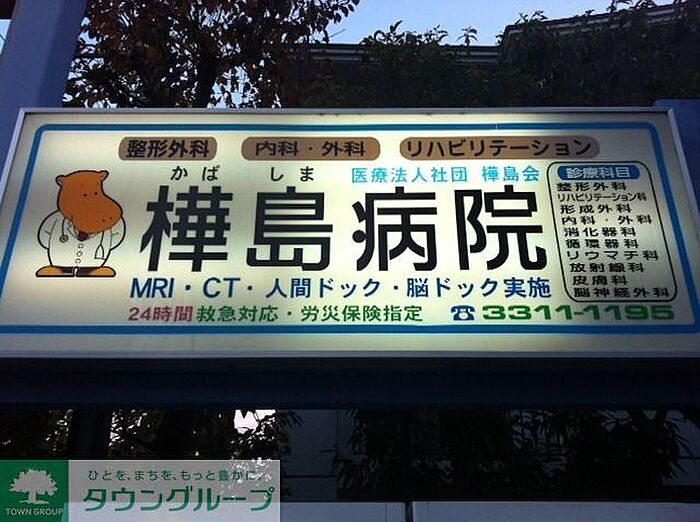 整形外科 内科・外科 リハビリテーション
かば しま 医療法人社団 樺島会
樺島病院
MRI・CT・人間ドック・脳ドック実施
24時間救急対応・労災保険指定 ☎3311-1195
診療科目
整形外科
リハビリテーション科
形成外科
内科・外科
消化器科
循環器科
リウマチ科
放射線科
皮膚科
脳神経外科
ひとを、まちを、もっと豊かに。
タウングループ
TOWN GROUP